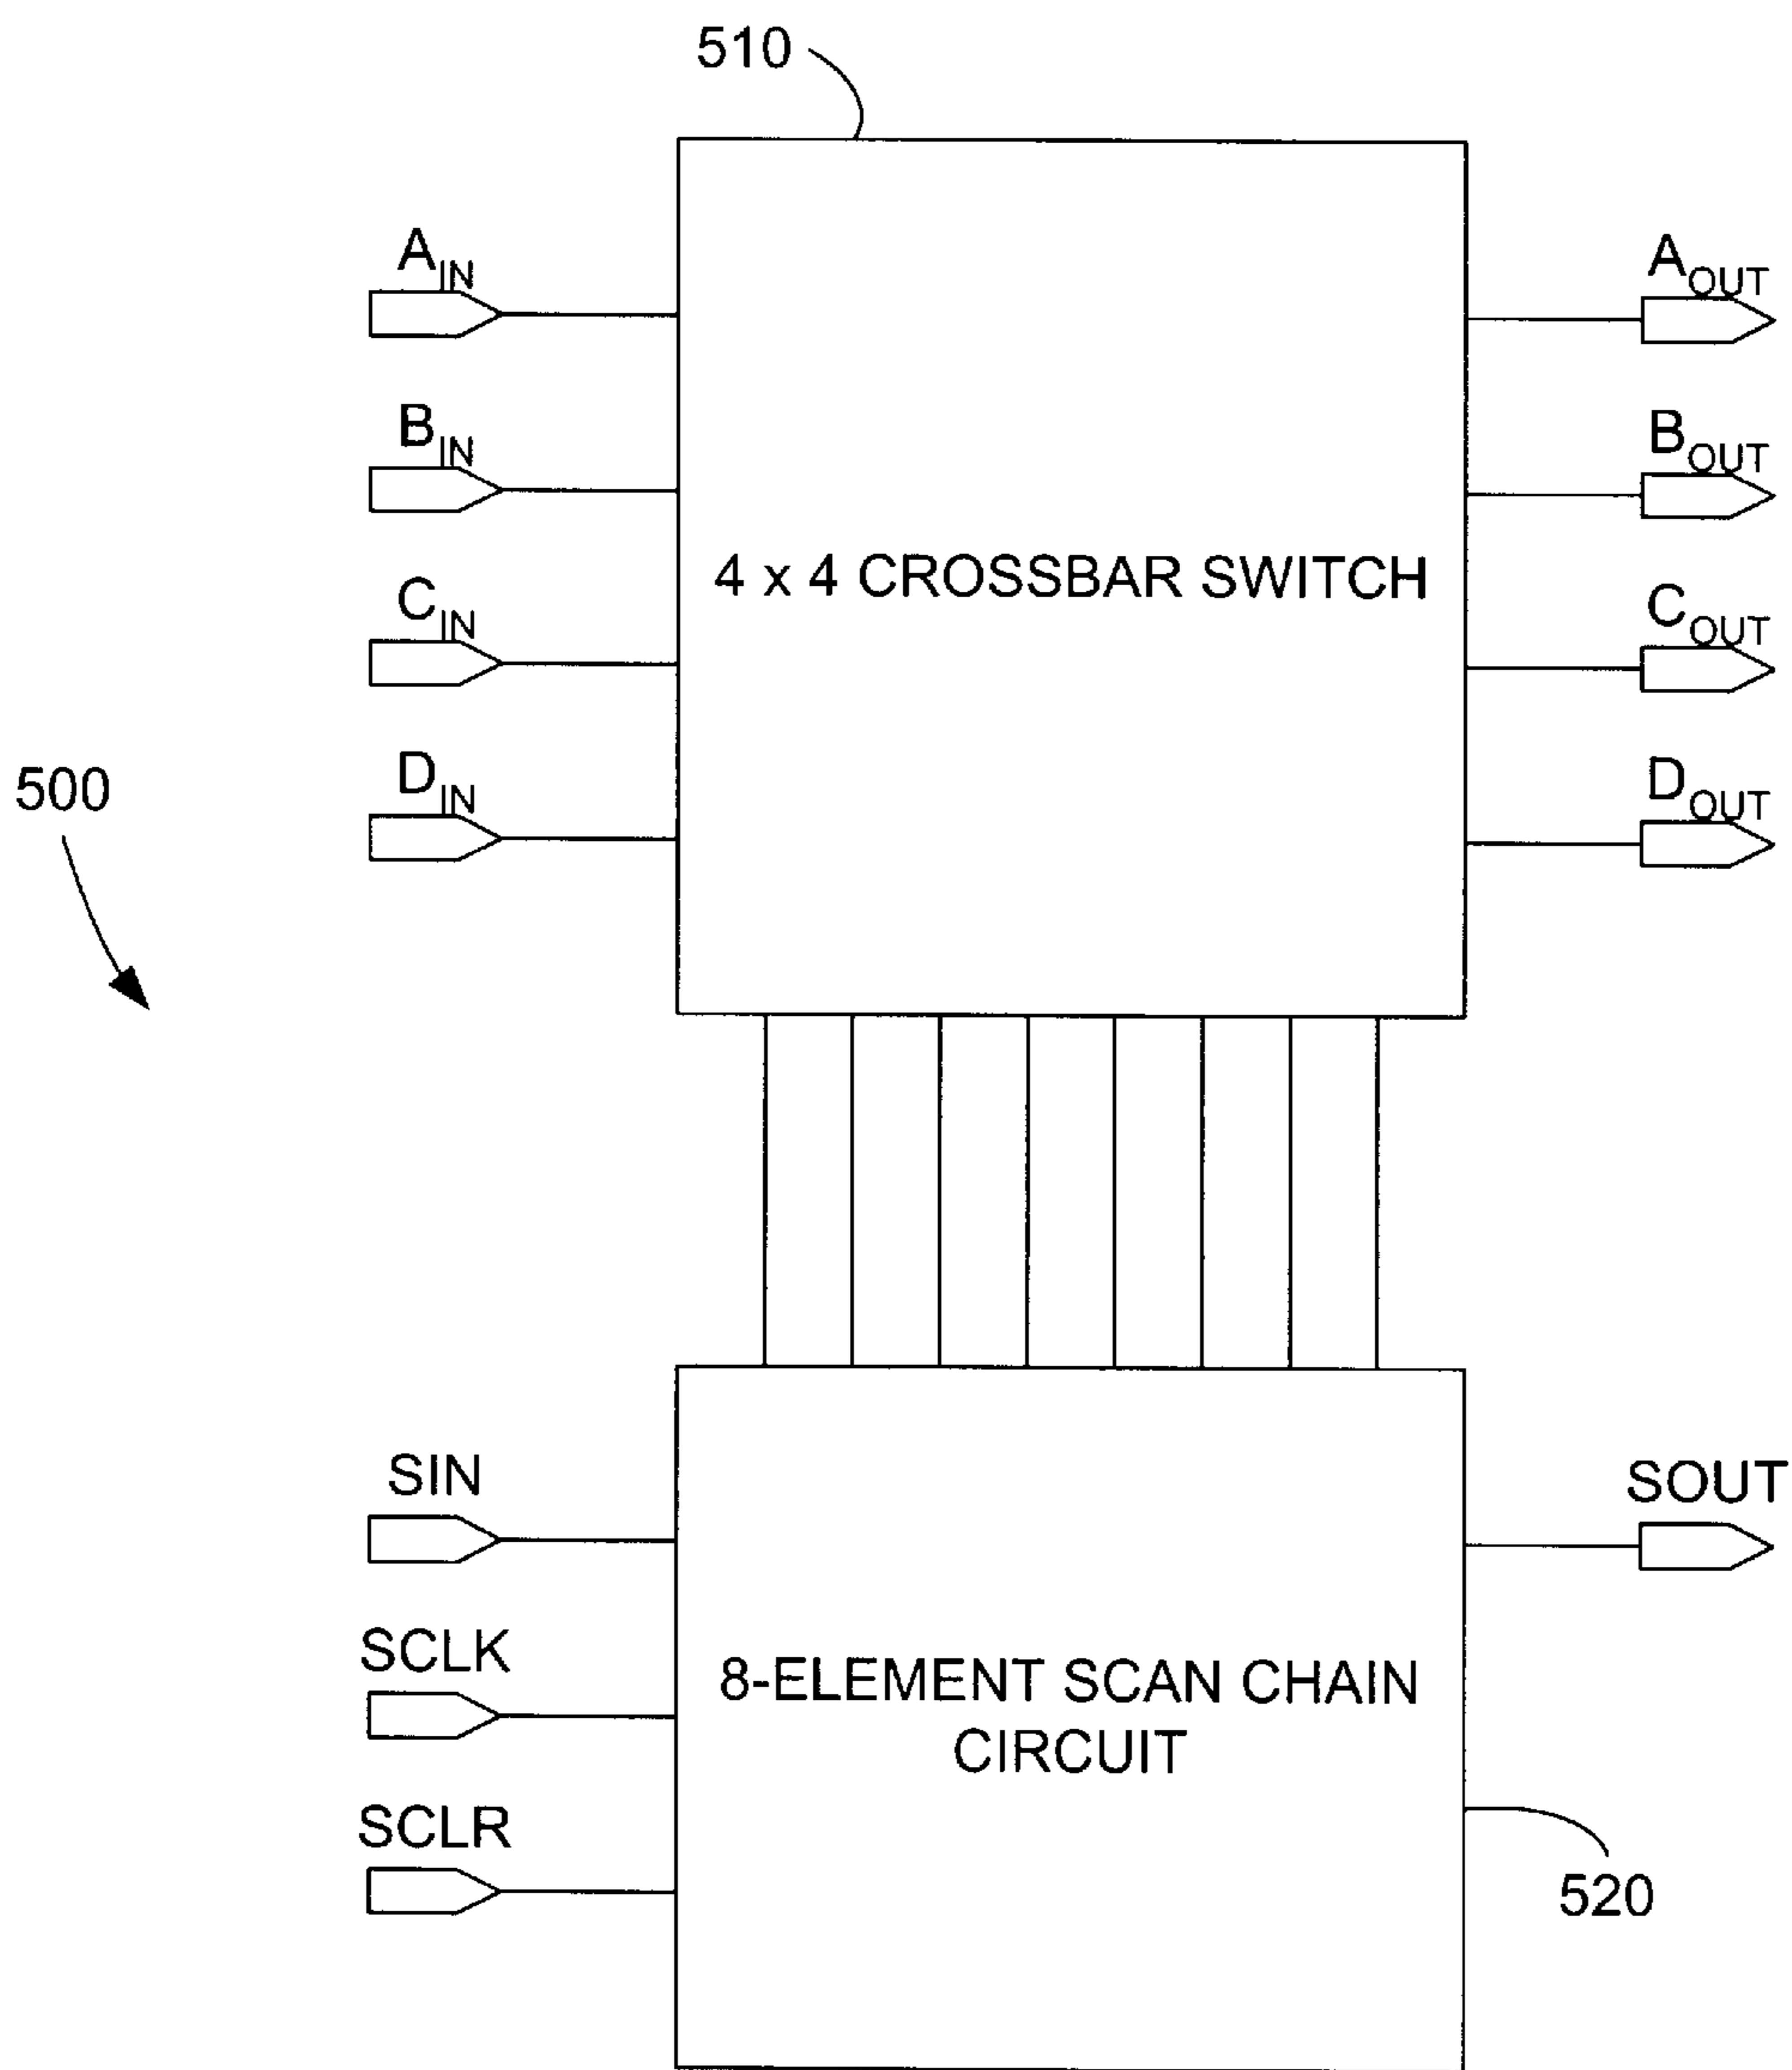 510
A_IN
A_OUT
B_IN
B_OUT
4 x 4 CROSSBAR SWITCH
C_IN
C_OUT
D_IN
D_OUT
500
SIN
SOUT
SCLK
8-ELEMENT SCAN CHAIN
CIRCUIT
SCLR
520